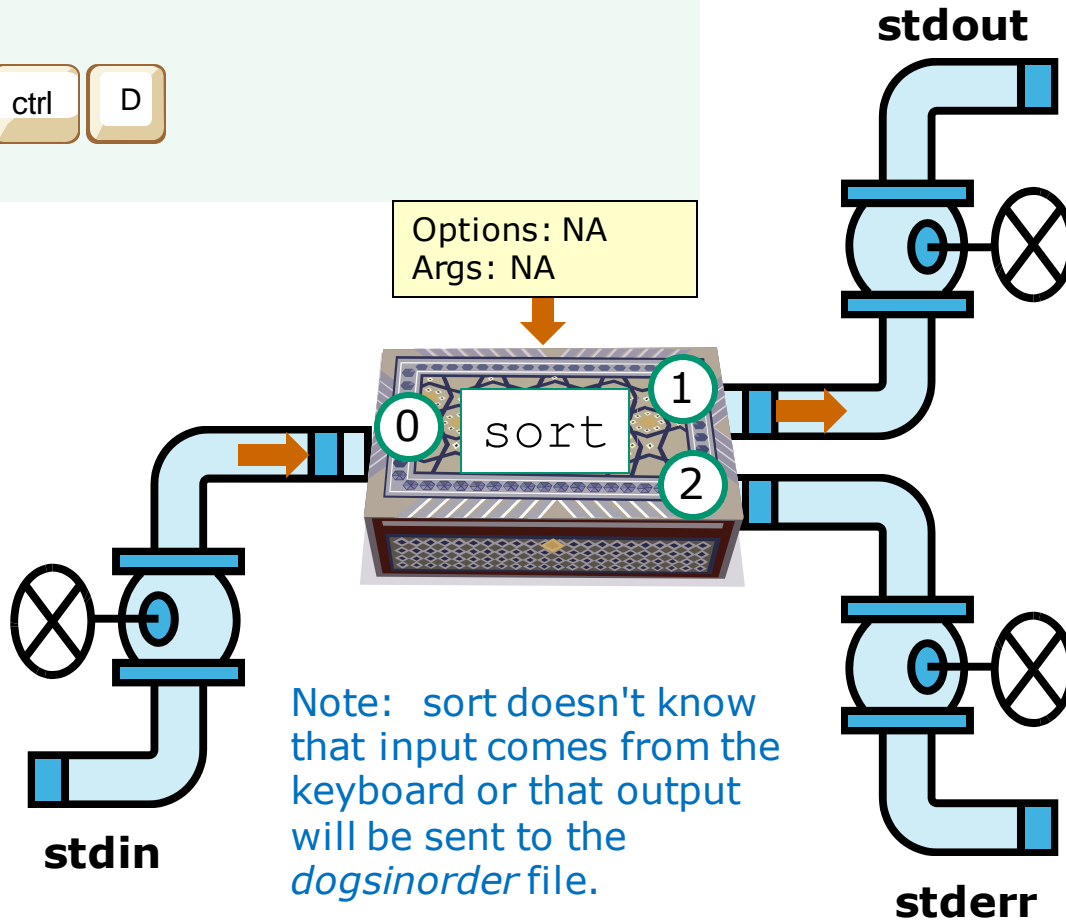 stdout
ctrl D
Options: NA
Args: NA
1
0
sort
2
Note: sort doesn't know
that input comes from the
keyboard or that output
will be sent to the
dogsinorder file.
stdin
stderr